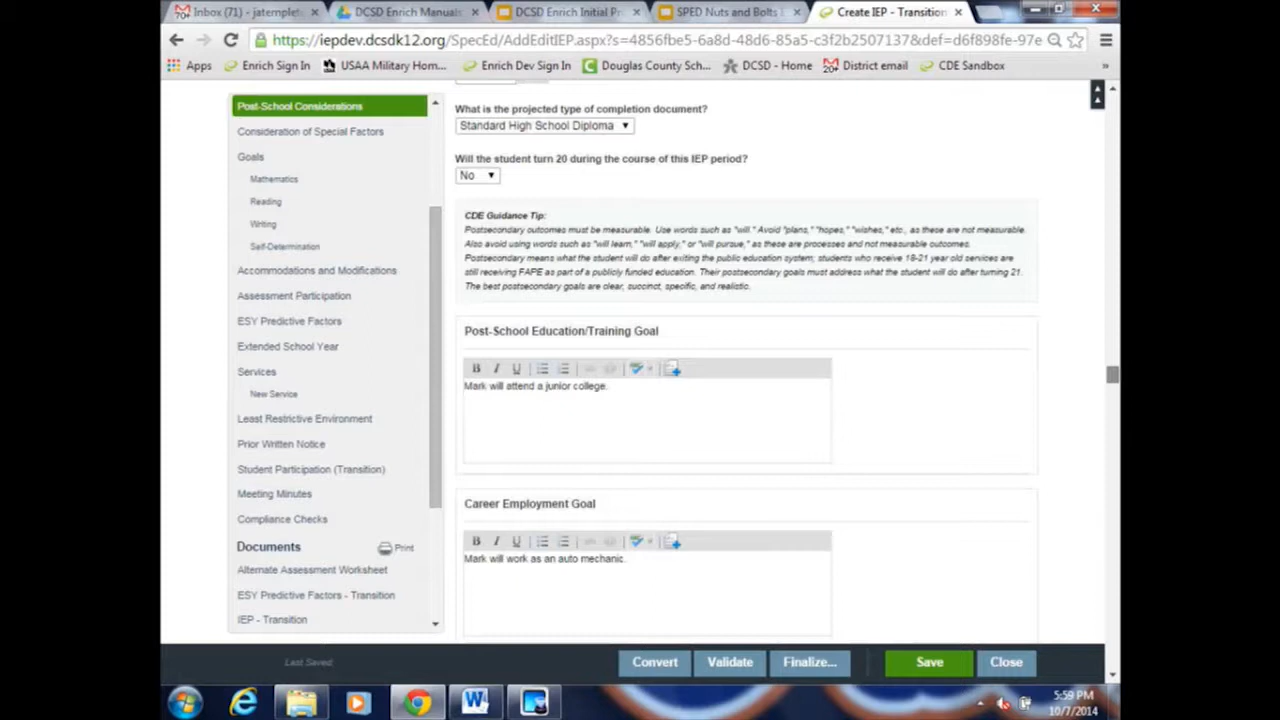 Inbox (71) - jatemplet
DCSD Enrich Manuals
DCSD Enrich Initial Pro
SPED Nuts and Bolts
Create IEP - Transition
https://iepdev.dcsdk12.org/SpecEd/AddEditIEP.aspx?s=4856fbe5-6a8d-48d6-85a5-c3f2b2507137&def=d6f898fe-97e
Apps
Enrich Sign In
USAA Military Hom...
Enrich Dev Sign In
Douglas County Sch...
DCSD - Home
District email
CDE Sandbox
Post-School Considerations
Consideration of Special Factors
Goals
Mathematics
Reading
Writing
Self-Determination
Accommodations and Modifications
Assessment Participation
ESY Predictive Factors
Extended School Year
Services
New Service
Least Restrictive Environment
Prior Written Notice
Student Participation (Transition)
Meeting Minutes
Compliance Checks
Documents
Print
Alternate Assessment Worksheet
ESY Predictive Factors - Transition
IEP - Transition
What is the projected type of completion document?
Standard High School Diploma
Will the student turn 20 during the course of this IEP period?
No
CDE Guidance Tip:
Postsecondary outcomes must be measurable. Use words such as "will." Avoid "plans," "hopes," "wishes," etc., as these are not measurable.
Also avoid using words such as "will learn," "will apply," or "will pursue," as these are processes and not measurable outcomes.
Postsecondary means what the student will do after exiting the public education system; students who receive 18-21 year old services are
still receiving FAPE as part of a publicly funded education. Their postsecondary goals must address what the student will do after turning 21.
The best postsecondary goals are clear, succinct, specific, and realistic.
Post-School Education/Training Goal
B I U
Mark will attend a junior college.
Career Employment Goal
B I U
Mark will work as an auto mechanic.
Last Saved
Convert
Validate
Finalize...
Save
Close
5:59 PM
10/7/2014